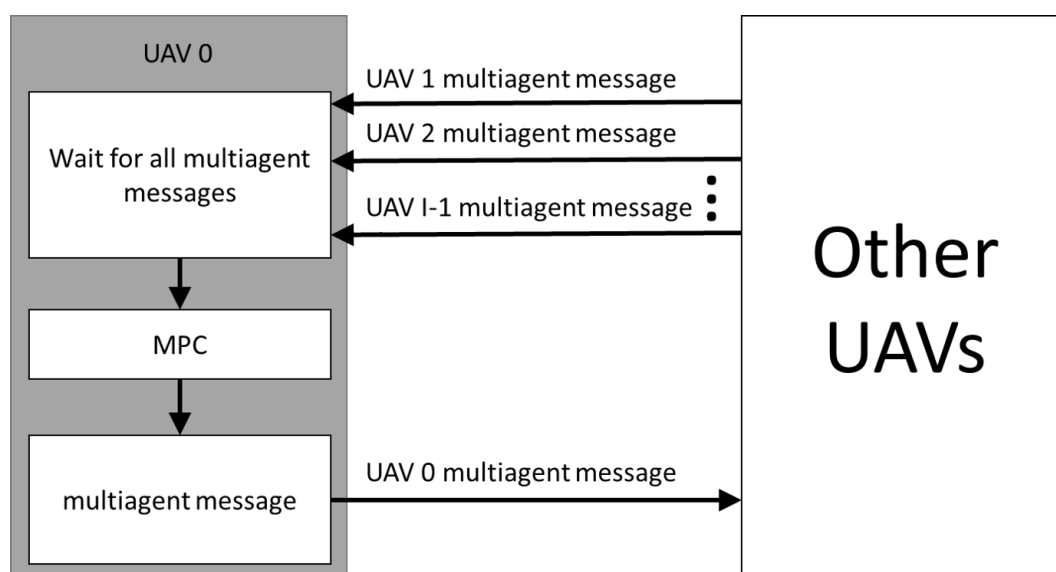 UAV 0
Wait for all multiagent
messages
MPC
multiagent message
UAV 1 multiagent message
UAV 2 multiagent message
UAV I-1 multiagent message
UAV 0 multiagent message
Other
UAVs